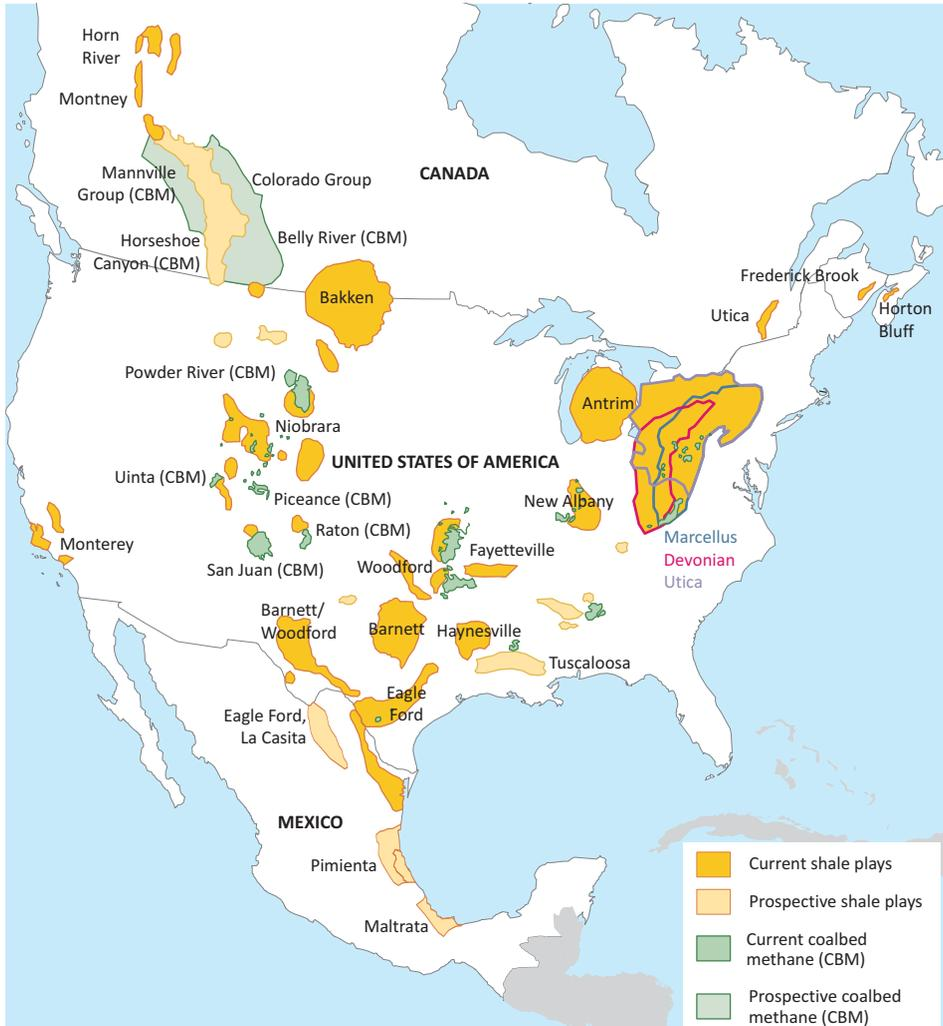 Horn
River
Montney
CANADA
Mannville
Group (CBM)
Colorado Group
Horseshoe
Canyon (CBM)
Belly River (CBM)
Bakken
Frederick Brook
Utica
Horton
Bluff
Powder River (CBM)
Antrim
Niobrara
UNITED STATES OF AMERICA
Uinta (CBM)
Piceance (CBM)
New Albany
Raton (CBM)
Monterey
Marcellus
Devonian
Utica
Fayetteville
San Juan (CBM)
Woodford
Barnett/
Woodford
Barnett
Haynesville
Tuscaloosa
Eagle
Ford
Eagle Ford,
La Casita
MEXICO
Pimienta
Maltrata
Current shale plays
Prospective shale plays
Current coalbed
methane (CBM)
Prospective coalbed
methane (CBM)